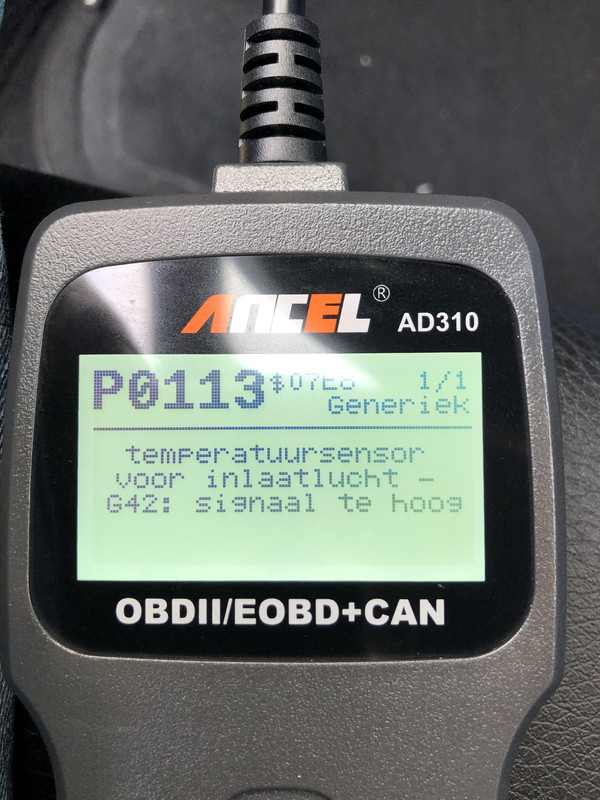 ANCEL® AD310
P0113 $07E8 1/1
Generiek
temperatuursensor
voor inlaatlucht -
G42: signaal te hoog
OBDII/EOBD+CAN